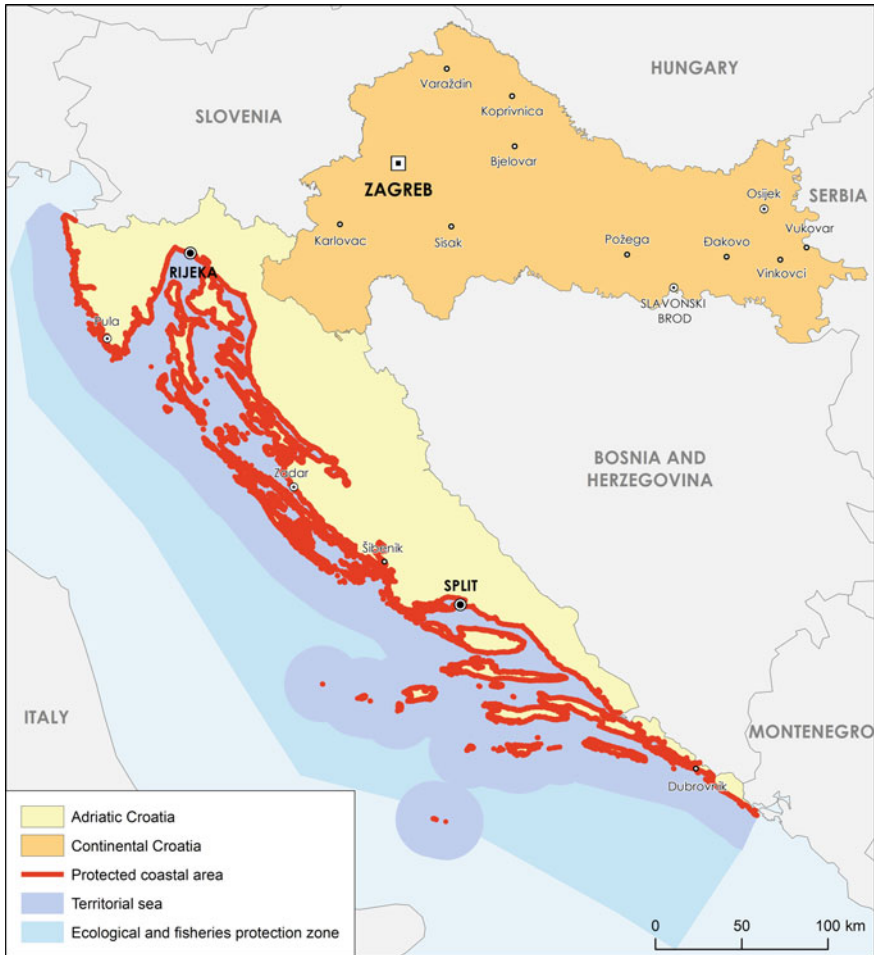 HUNGARY
Varaždin
Koprivnica
SLOVENIA
Bjelovar
ZAGREB
Osijek
SERBIA
Karlovac
Sisak
Požega
Đakovo
Vukovar
Vinkovci
RIJEKA
SLAVONSKI
BROD
Pula
BOSNIA AND
HERZEGOVINA
Zadar
Šibenik
SPLIT
ITALY
MONTENEGRO
Dubrovnik
Adriatic Croatia
Continental Croatia
Protected coastal area
Territorial sea
Ecological and fisheries protection zone
0 50 100 km